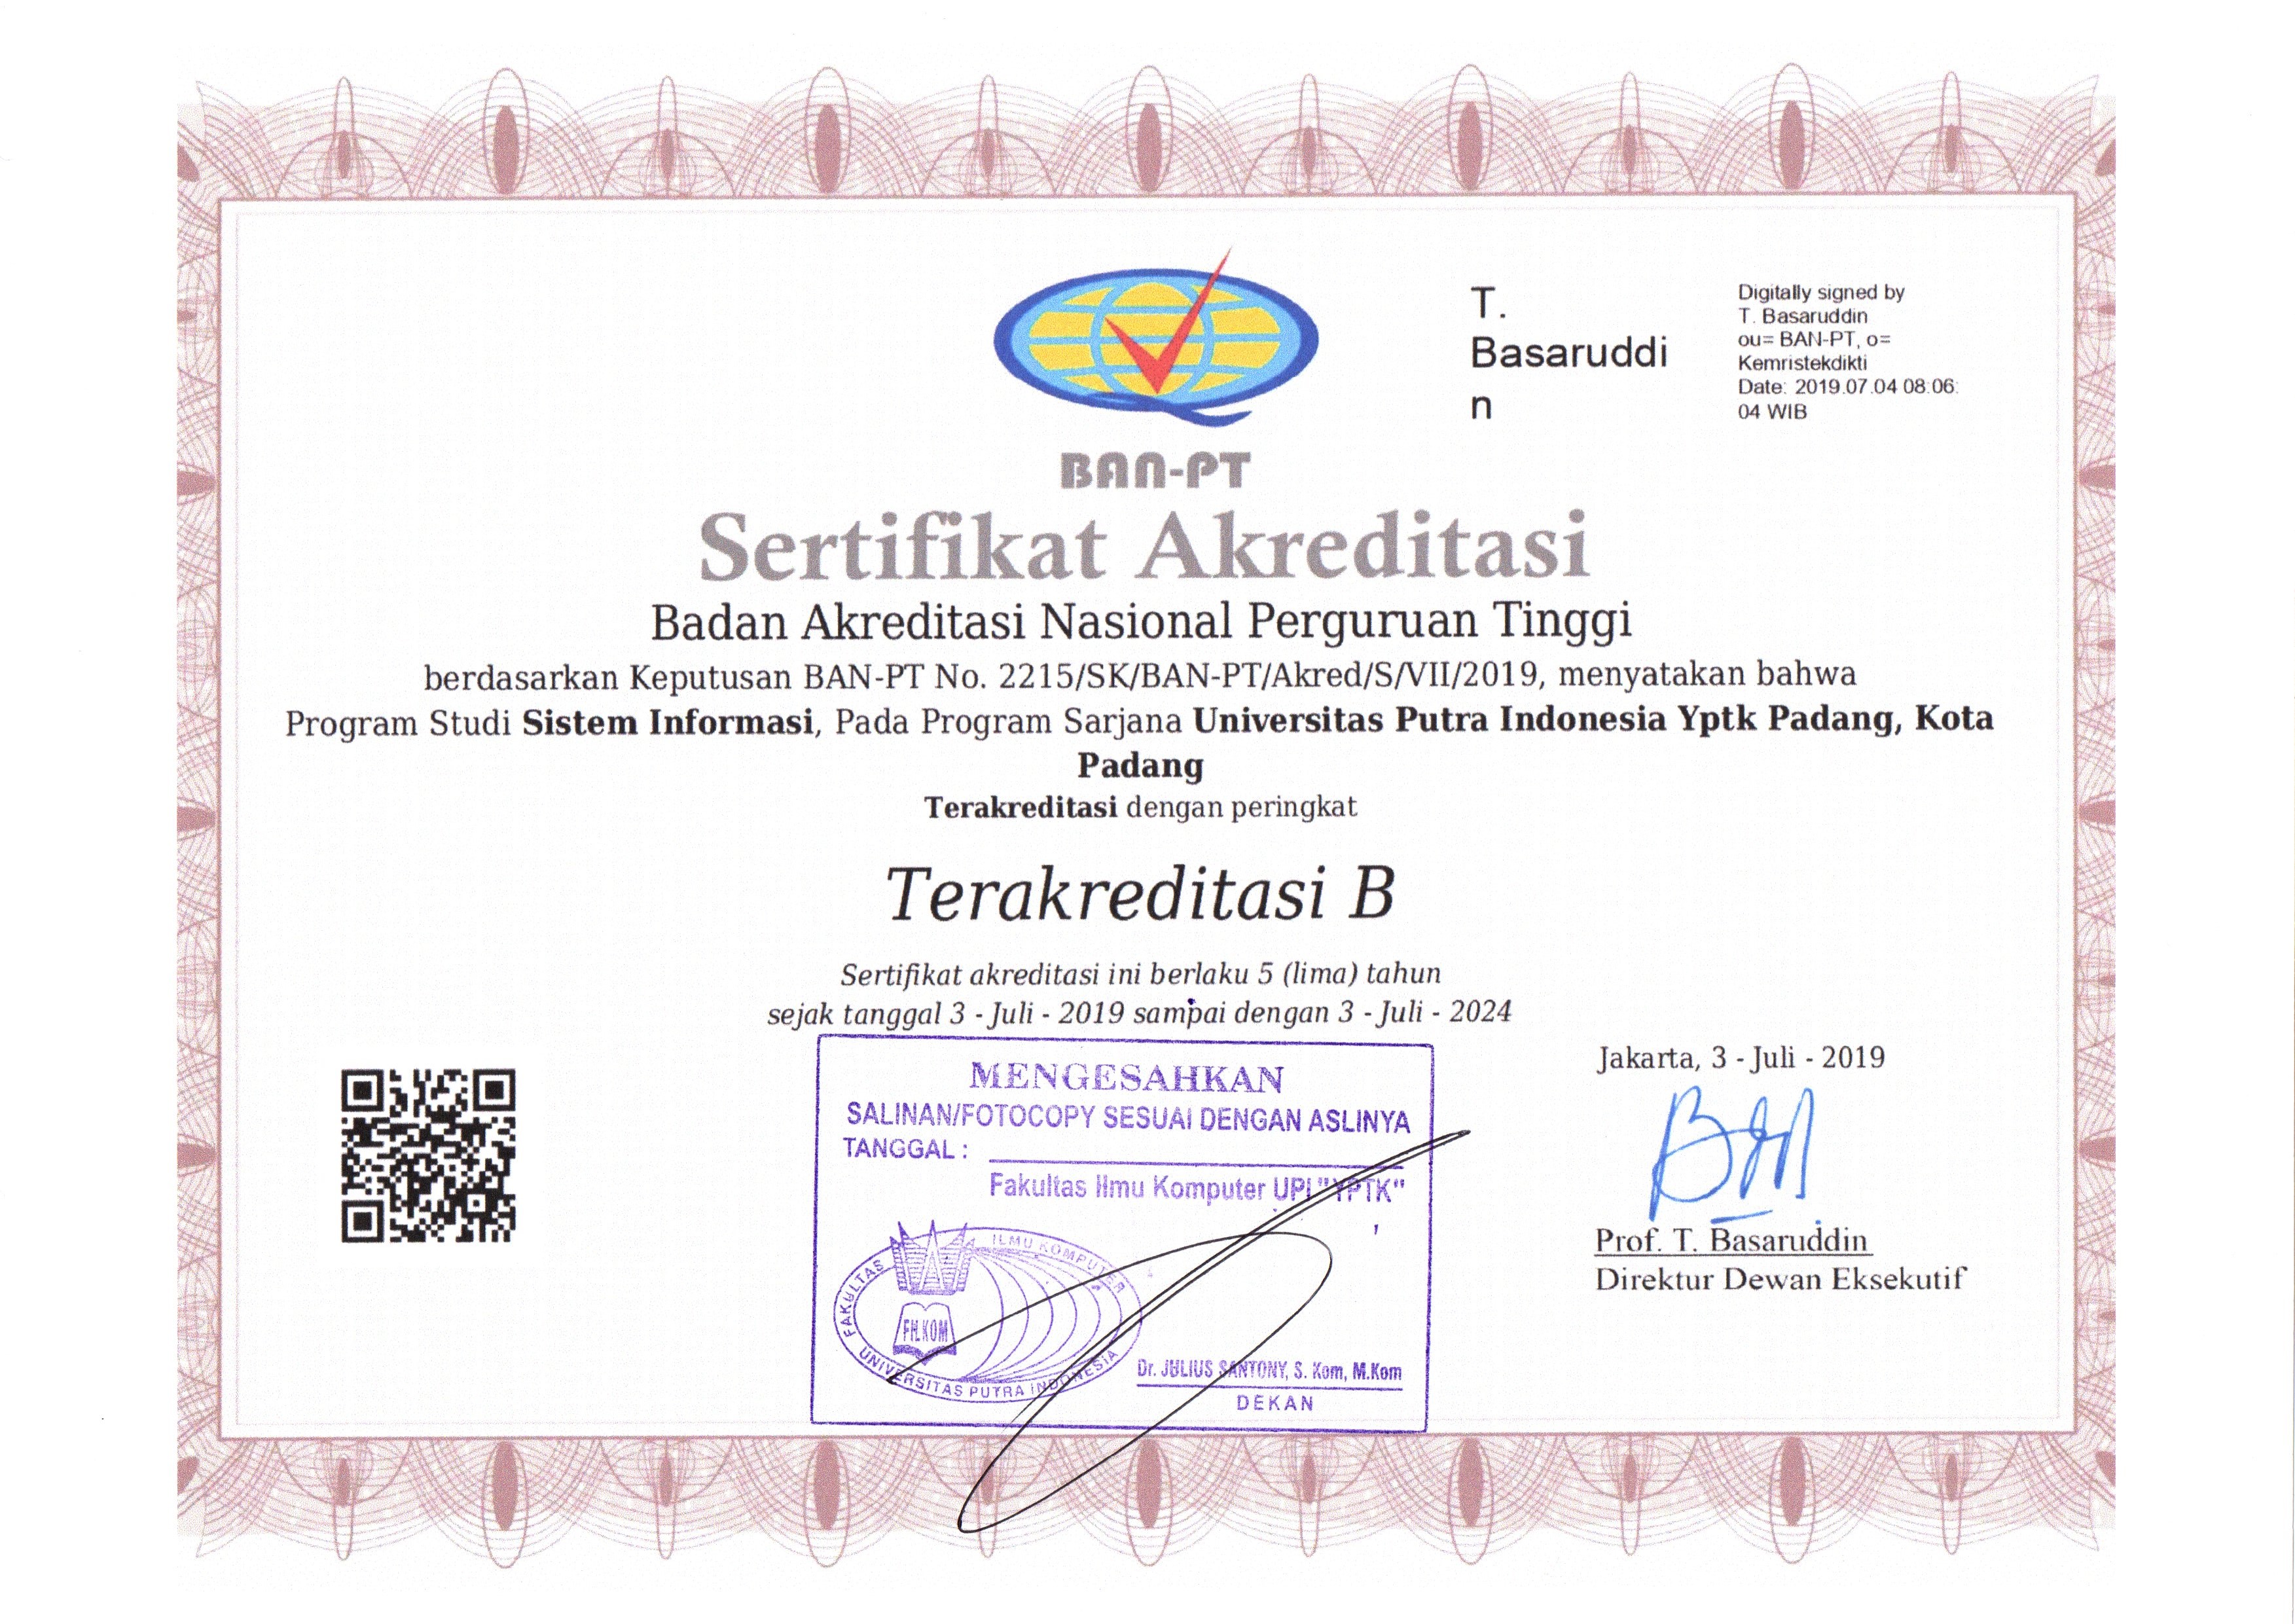 T.
Basaruddi
n
Digitally signed by
T. Basaruddin
ou= BAN-PT, o=
Kemristekdikti
Date: 2019.07.04 08:06:
04 WIB
BAN-PT
Sertifikat Akreditasi
Badan Akreditasi Nasional Perguruan Tinggi
berdasarkan Keputusan BAN-PT No. 2215/SK/BAN-PT/Akred/S/VII/2019, menyatakan bahwa
Program Studi Sistem Informasi, Pada Program Sarjana Universitas Putra Indonesia Yptk Padang, Kota
Padang
Terakreditasi dengan peringkat
Terakreditasi B
Sertifikat akreditasi ini berlaku 5 (lima) tahun
sejak tanggal 3 - Juli - 2019 sampai dengan 3 - Juli - 2024
MENGESAHKAN
SALINAN/FOTOCOPY SESUAI DENGAN ASLINYA
TANGGAL :
Fakultas Ilmu Komputer UPI "YPTK"
FAKULTAS ILMU KOMPUTER
FILKOM
UNIVERSITAS PUTRA INDONESIA
Dr. JULIUS SANTONY, S. Kom, M.Kom
DEKAN
Jakarta, 3 - Juli - 2019
Prof. T. Basaruddin
Direktur Dewan Eksekutif